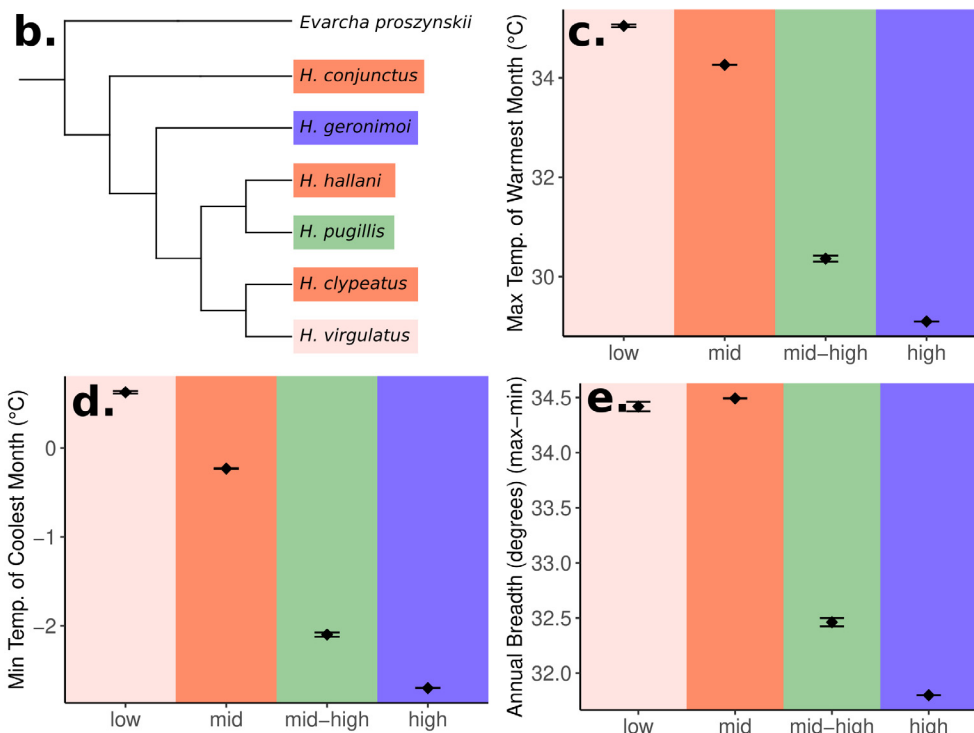 b.
Evarcha proszynskii
H. conjunctus
H. geronimoi
H. hallani
H. pugillis
H. clypeatus
H. virgulatus
c.
Max Temp. of Warmest Month (°C)
34
32
30
low mid mid−high high
d.
Min Temp. of Coolest Month (°C)
0
−1
−2
low mid mid−high high
e.
Annual Breadth (degrees) (max−min)
34.5
34.0
33.5
33.0
32.5
32.0
low mid mid−high high